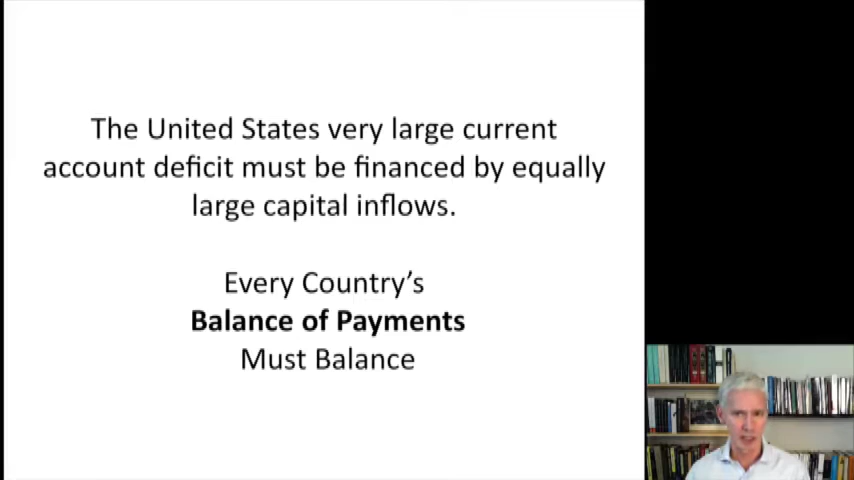 The United States very large current
account deficit must be financed by equally
large capital inflows.
Every Country's
Balance of Payments
Must Balance